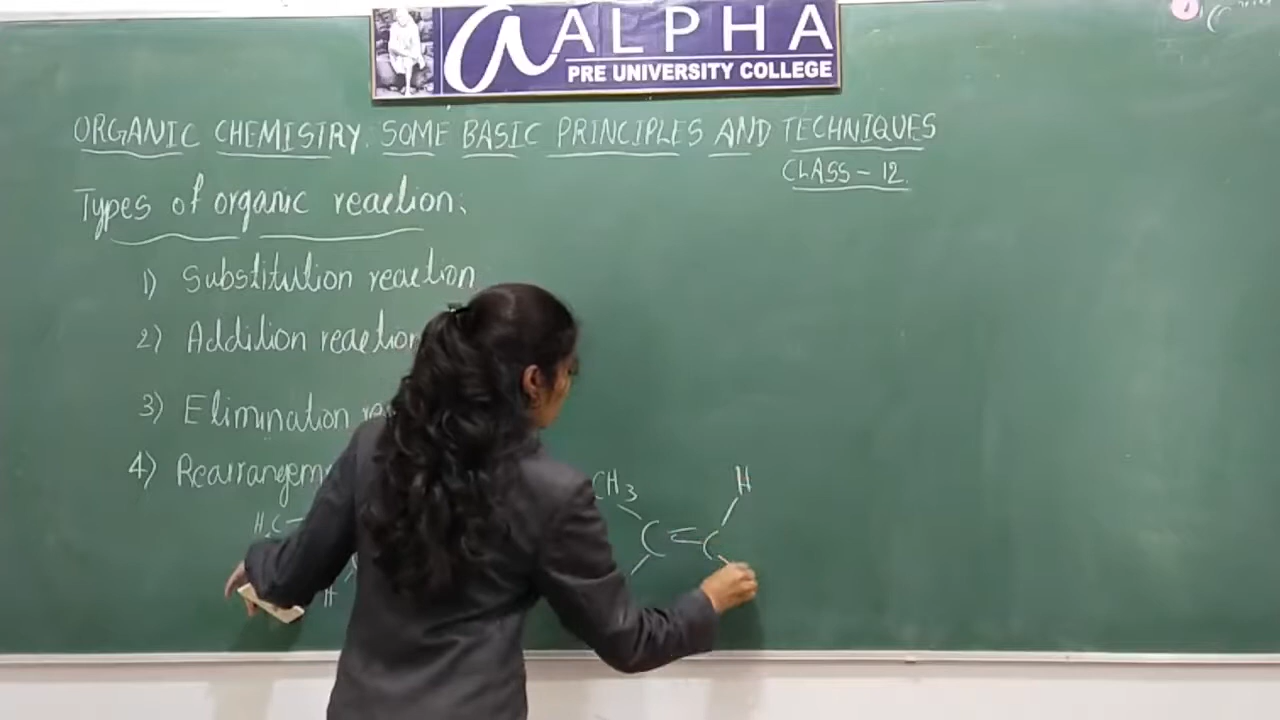 a ALPHA
PRE UNIVERSITY COLLEGE
ORGANIC CHEMISTRY: SOME BASIC PRINCIPLES AND TECHNIQUES
CLASS - 12
Types of organic reaction:
1) Substitution reaction
2) Addition reaction
3) Elimination
4)
CH3 H
C = C
H